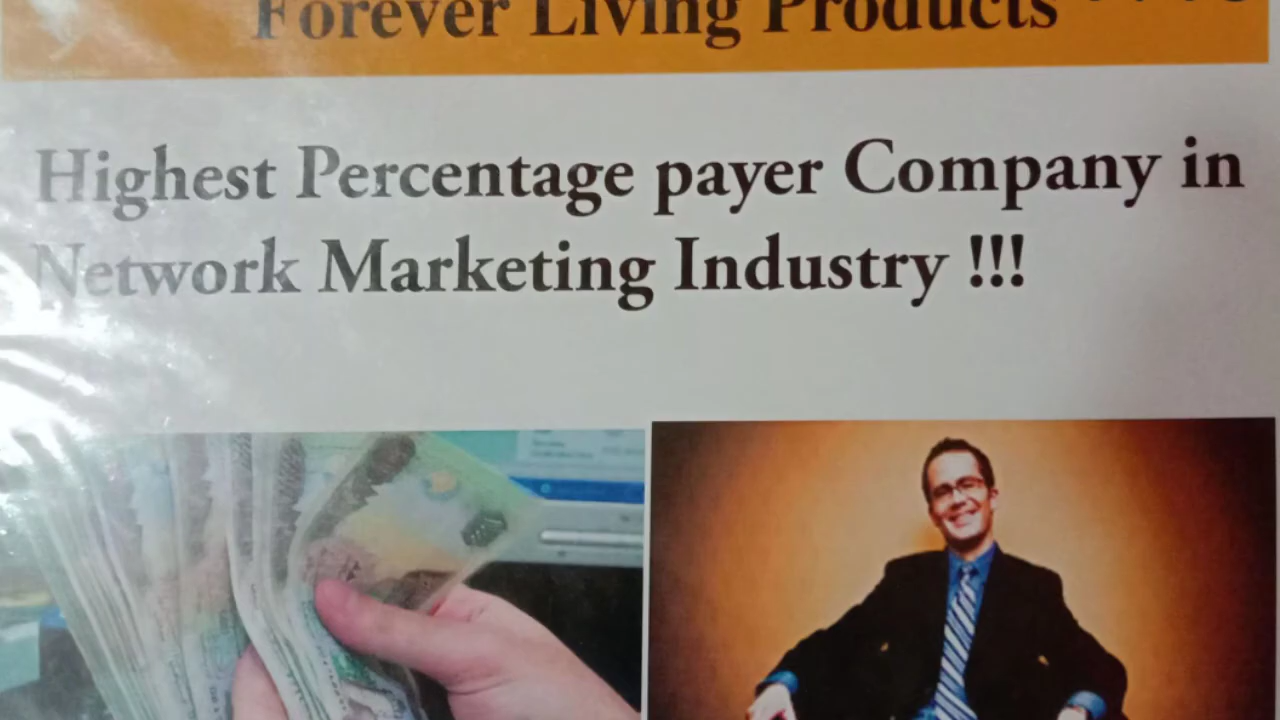 Forever Living Products
Highest Percentage payer Company in
Network Marketing Industry !!!